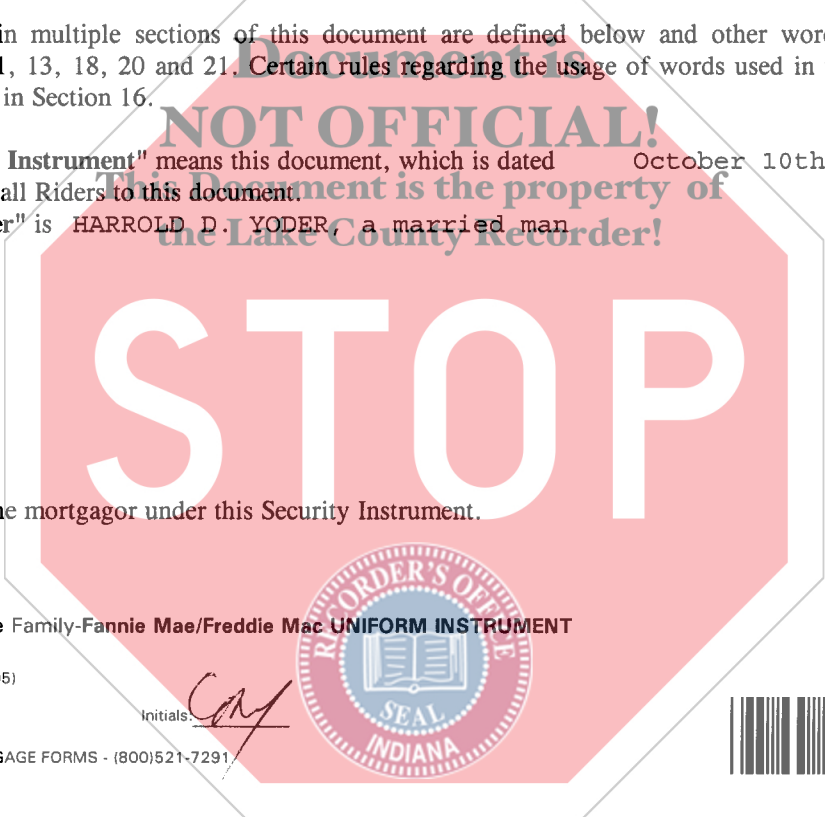 in multiple sections of this document are defined below and other wor
1, 13, 18, 20 and 21. Certain rules regarding the usage of words used in
in Section 16.
Document is
NOT OFFICIAL!
This Document is the property of
the Lake County Recorder!
Instrument" means this document, which is dated October 10th
all Riders to this document.
er" is HARROLD D. YODER, a married man
STOP
he mortgagor under this Security Instrument.
e Family-Fannie Mae/Freddie Mac UNIFORM INSTRUMENT
05)
Initials:
GAGE FORMS - (800)521-7291
RECORDER'S OFFICE
SEAL
INDIANA